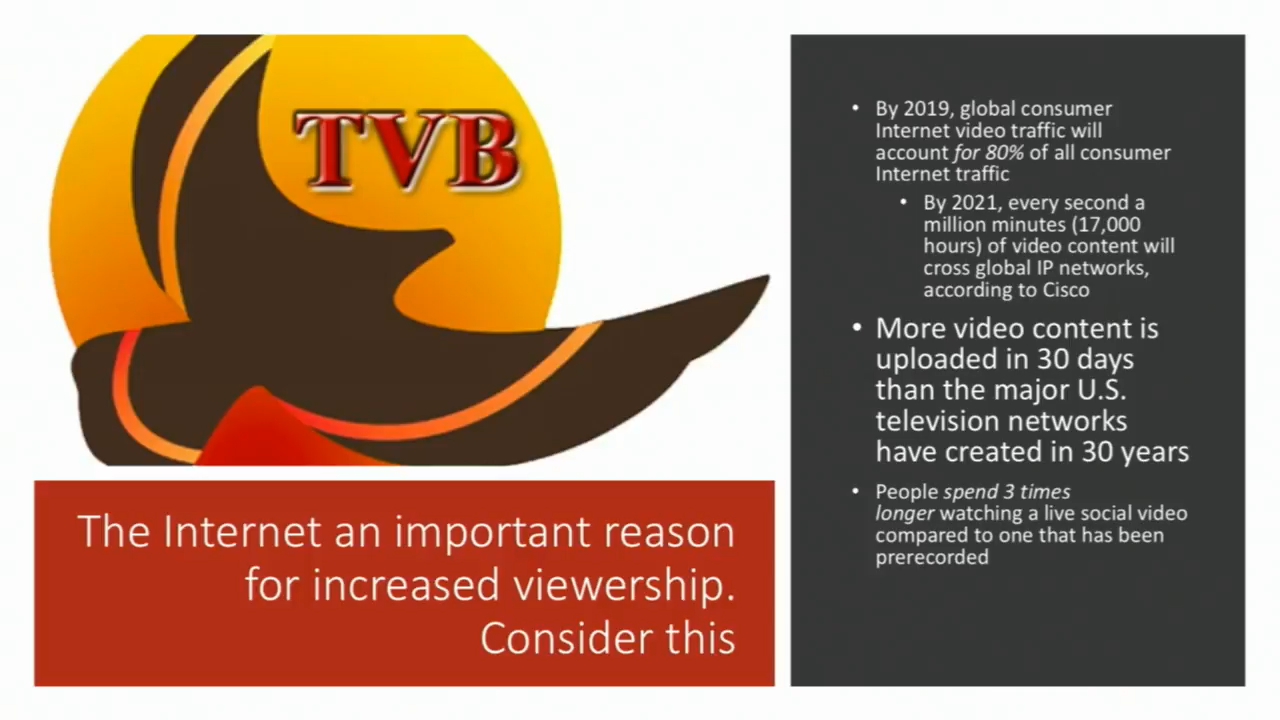 TVB
The Internet an important reason
for increased viewership.
Consider this
• By 2019, global consumer
Internet video traffic will
account for 80% of all consumer
Internet traffic
• By 2021, every second a
million minutes (17,000
hours) of video content will
cross global IP networks,
according to Cisco
• More video content is
uploaded in 30 days
than the major U.S.
television networks
have created in 30 years
• People spend 3 times
longer watching a live social video
compared to one that has been
prerecorded